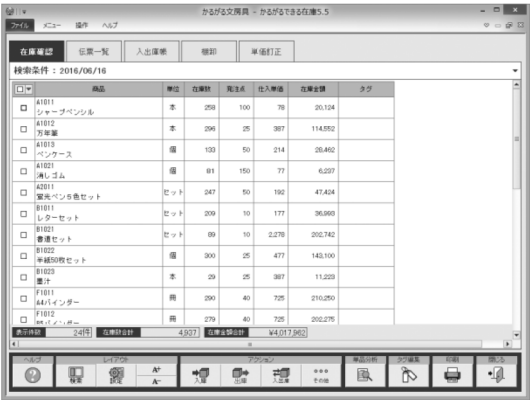 かるがる文房具 - かるがるできる在庫5.5
ファイル メニュー 操作 ヘルプ
在庫確認 伝票一覧 入出庫帳 棚卸 単価訂正
検索条件：2016/06/16
商品 単位 在庫数 発注点 仕入単価 在庫金額 タグ
A1011
シャープペンシル 本 258 100 78 20,124
A1012
万年筆 本 296 25 387 114,552
A1013
ペンケース 個 133 50 214 28,462
A1021
消しゴム 個 81 150 77 6,237
A2011
蛍光ペン5色セット セット 247 50 192 47,424
B1011
レターセット セット 209 10 177 36,993
B1021
書道セット セット 89 10 2,278 202,742
B1022
半紙50枚セット 個 300 25 477 143,100
B1023
墨汁 本 29 25 387 11,223
F1011
A4バインダー 冊 290 40 725 210,250
F1012
B5バインダー 冊 279 40 725 202,275
表示件数 24件 在庫数合計 4,937 在庫金額合計 ¥4,017,962
ヘルプ レイアウト アクション 単品分析 タグ編集 印刷 閉じる
検索 設定 A+ A- 入庫 出庫 入出庫 その他